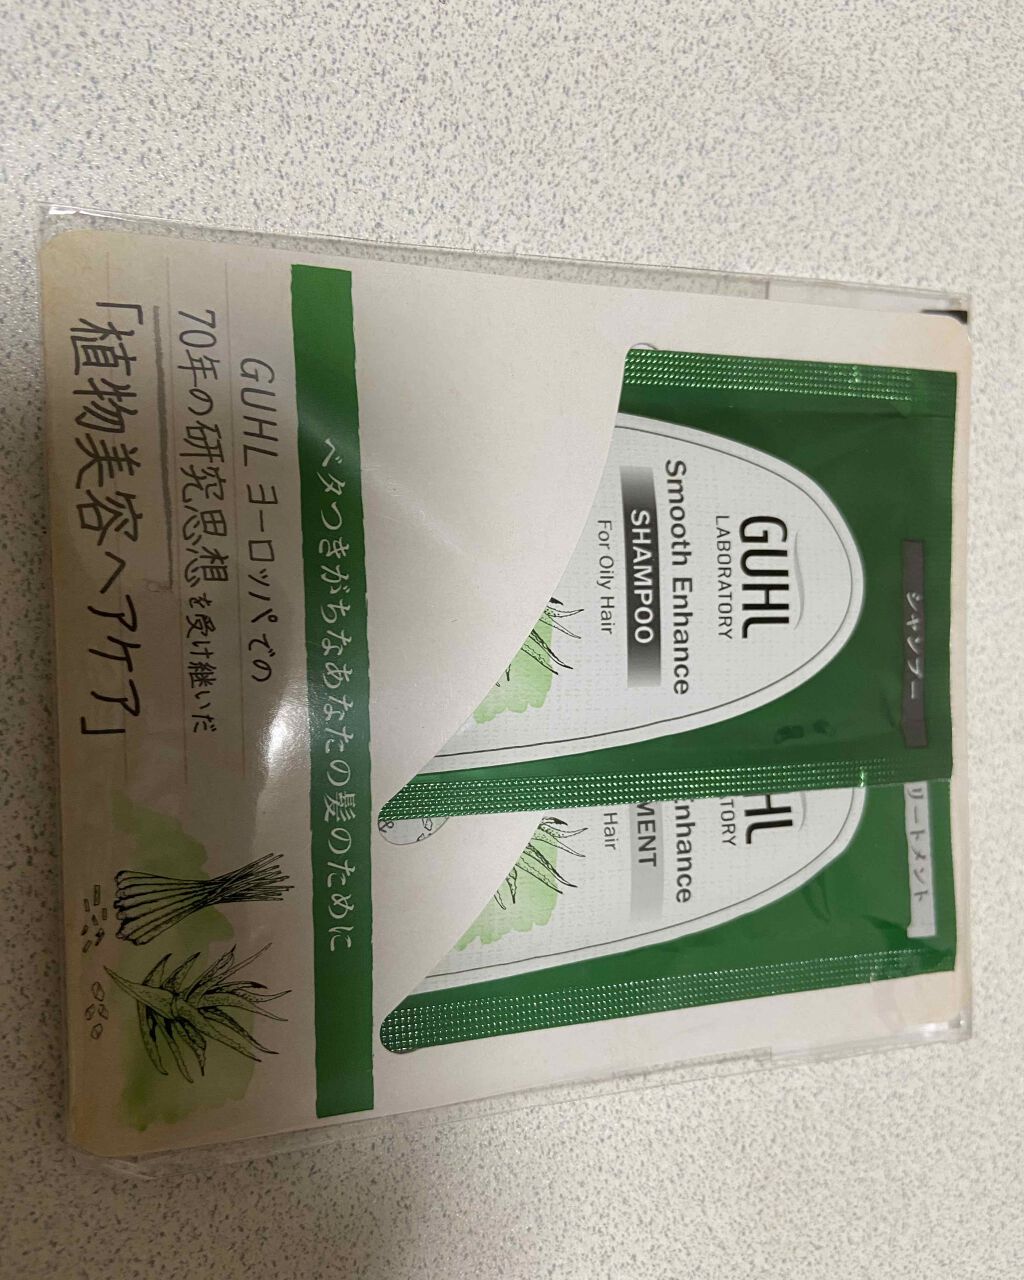 シャンプー
GUHL
LABORATORY
Smooth Enhance
SHAMPOO
For Oily Hair
リートメント
HL
TORY
nhance
MENT
Hair
ベタつきがちなあなたの髪のために
GUHL ヨーロッパでの
70年の研究思想を受け継いだ
「植物美容ヘアケア」